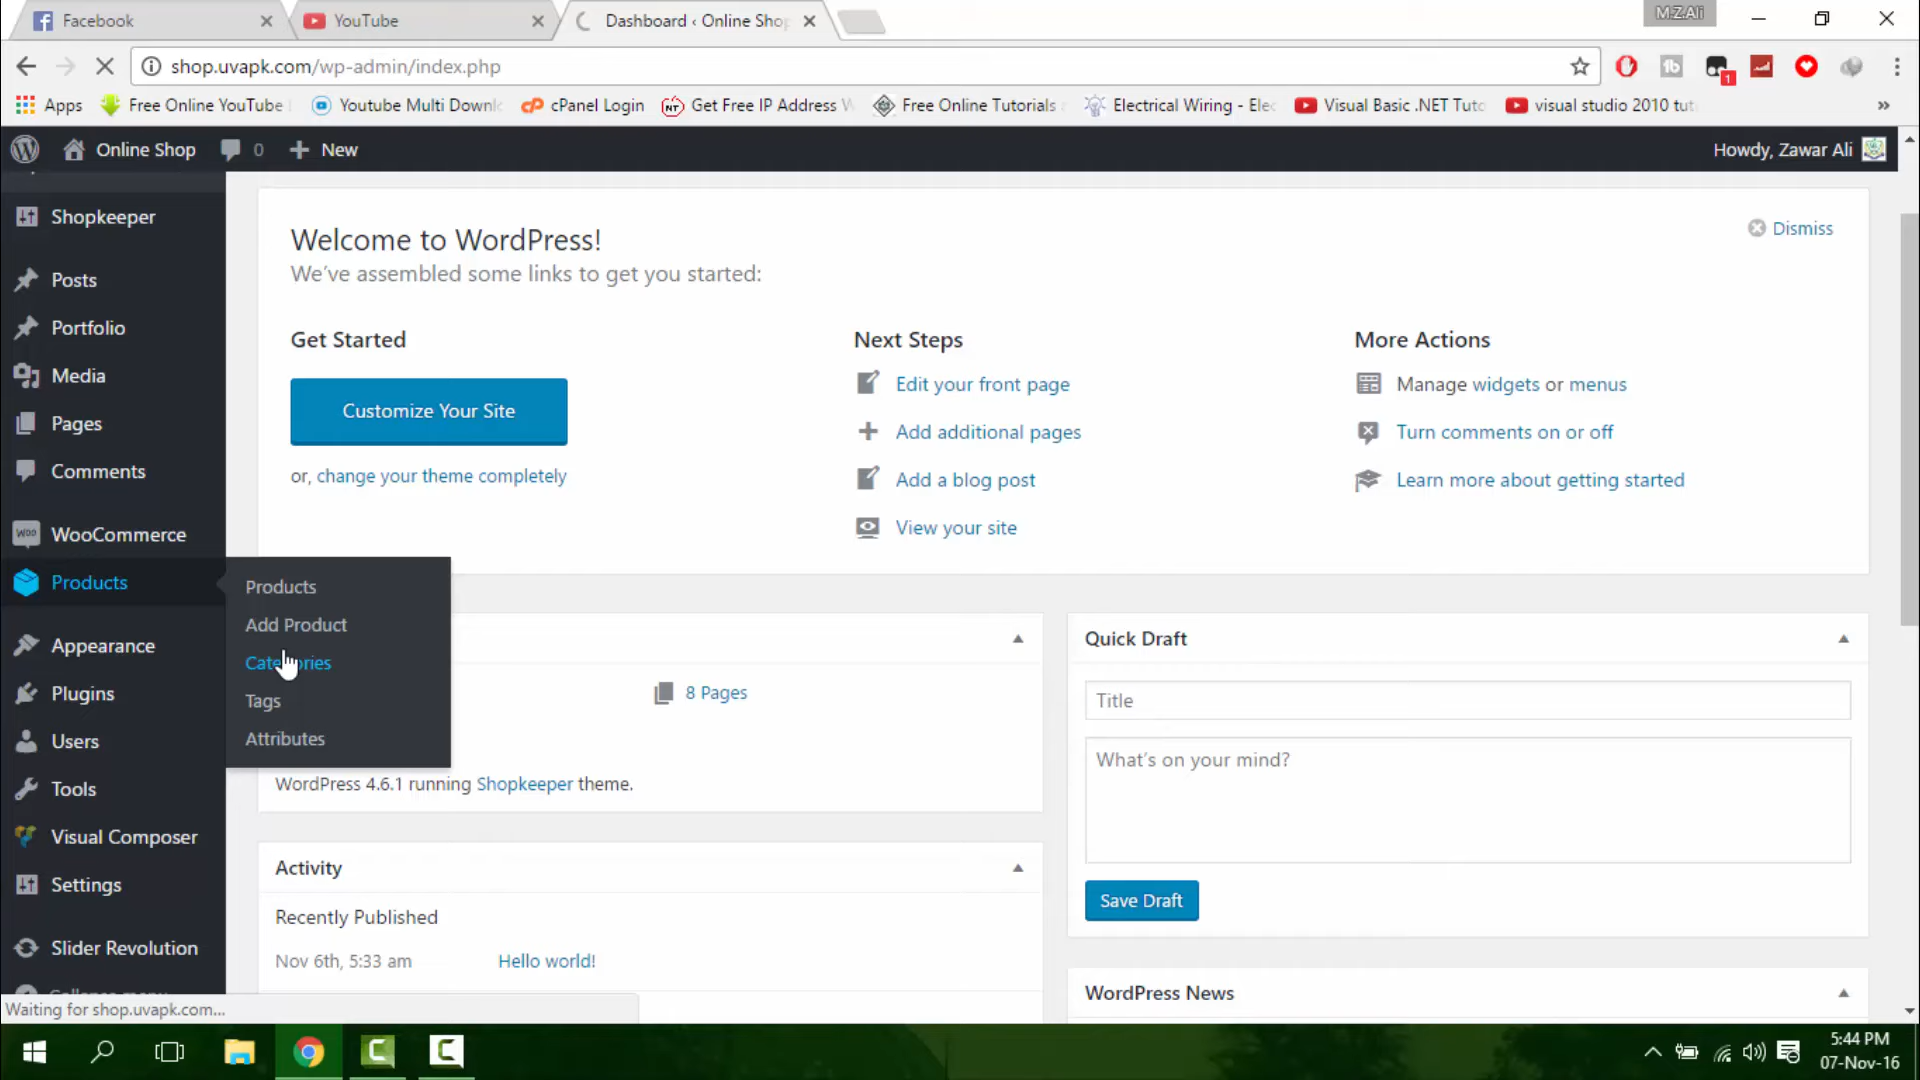 Facebook
YouTube
Dashboard ‹ Online Shop
M.Z.Ali
shop.uvapk.com/wp-admin/index.php
1
Apps
Free Online YouTube
Youtube Multi Downl
cPanel Login
Get Free IP Address
Free Online Tutorials
Electrical Wiring - Elec
Visual Basic .NET Tuto
visual studio 2010 tut
»
Online Shop
0
New
Howdy, Zawar Ali
Shopkeeper
Posts
Portfolio
Media
Pages
Comments
WooCommerce
Products
Appearance
Plugins
Users
Tools
Visual Composer
Settings
Slider Revolution
Products
Add Product
Categories
Tags
Attributes
Welcome to WordPress!
We've assembled some links to get you started:
Dismiss
Get Started
Customize Your Site
or, change your theme completely
Next Steps
Edit your front page
Add additional pages
Add a blog post
View your site
More Actions
Manage widgets or menus
Turn comments on or off
Learn more about getting started
8 Pages
WordPress 4.6.1 running Shopkeeper theme.
Activity
Recently Published
Nov 6th, 5:33 am
Hello world!
Quick Draft
Title
What's on your mind?
Save Draft
WordPress News
Waiting for shop.uvapk.com...
5:44 PM
07-Nov-16